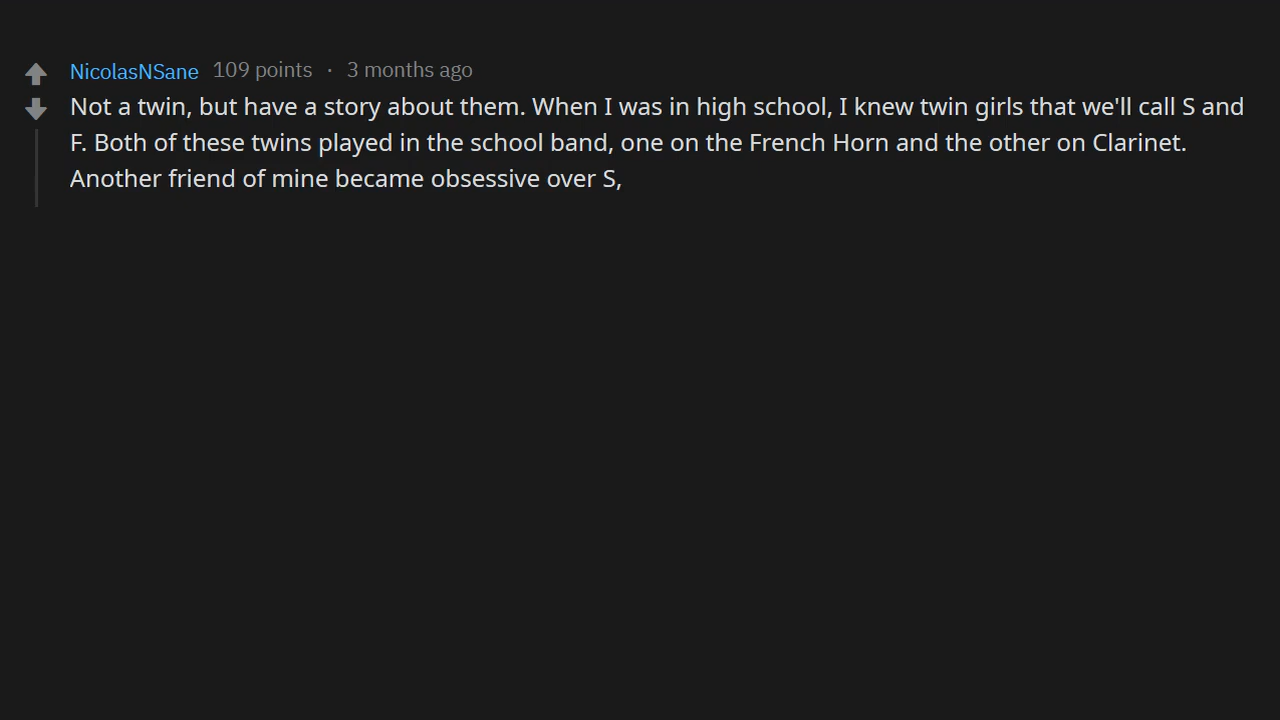 NicolasNSane 109 points · 3 months ago
Not a twin, but have a story about them. When I was in high school, I knew twin girls that we'll call S and
F. Both of these twins played in the school band, one on the French Horn and the other on Clarinet.
Another friend of mine became obsessive over S,